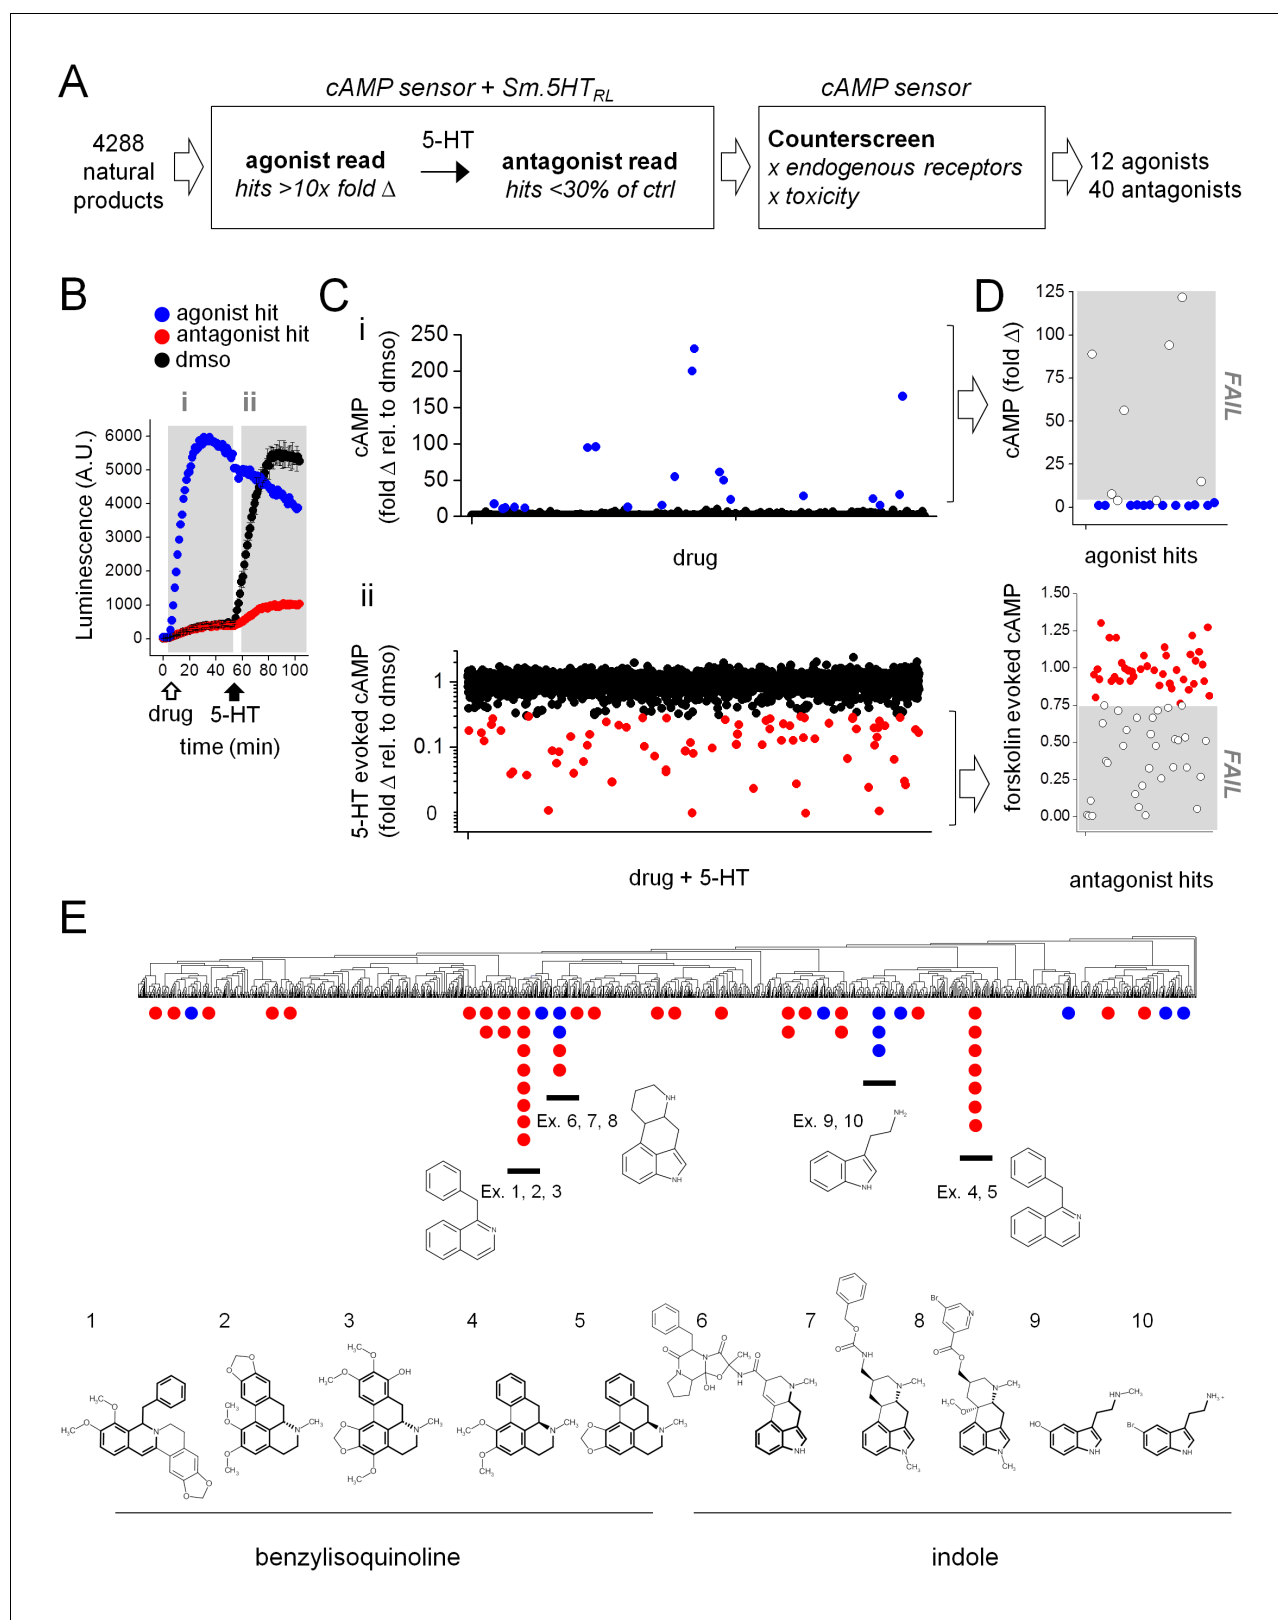 A
cAMP sensor + Sm.5HTRL
cAMP sensor
4288
natural
products
agonist read
hits >10x fold Δ
5-HT
antagonist read
hits <30% of ctrl
Counterscreen
x endogenous receptors
x toxicity
12 agonists
40 antagonists
B
agonist hit
antagonist hit
dmso
i
ii
Luminescence (A.U.)
6000
5000
4000
3000
2000
1000
0
0 20 40 60 80 100
drug
5-HT
time (min)
C
i
cAMP
(fold Δ rel. to dmso)
250
200
150
100
50
0
drug
ii
5-HT evoked cAMP
(fold Δ rel. to dmso)
1
0.1
0
drug + 5-HT
D
cAMP (fold Δ)
125
100
75
50
25
0
FAIL
agonist hits
forskolin evoked cAMP
1.50
1.25
1.00
0.75
0.50
0.25
0.00
FAIL
antagonist hits
E
Ex. 1, 2, 3
Ex. 6, 7, 8
Ex. 9, 10
Ex. 4, 5
N
NH
NH
NH2
NH
N
1
2
3
4
5
6
7
8
9
10
benzylisoquinoline
indole